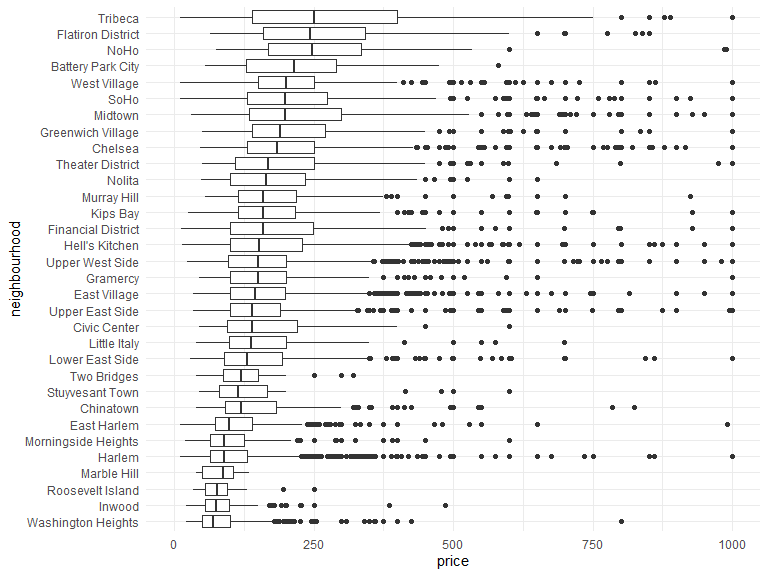 Tribeca
Flatiron District
NoHo
Battery Park City
West Village
SoHo
Midtown
Greenwich Village
Chelsea
Theater District
Nolita
Murray Hill
Kips Bay
Financial District
Hell's Kitchen
Upper West Side
Gramercy
East Village
Upper East Side
Civic Center
Little Italy
Lower East Side
Two Bridges
Stuyvesant Town
Chinatown
East Harlem
Morningside Heights
Harlem
Marble Hill
Roosevelt Island
Inwood
Washington Heights
neighbourhood
0 250 500 750 1000
price